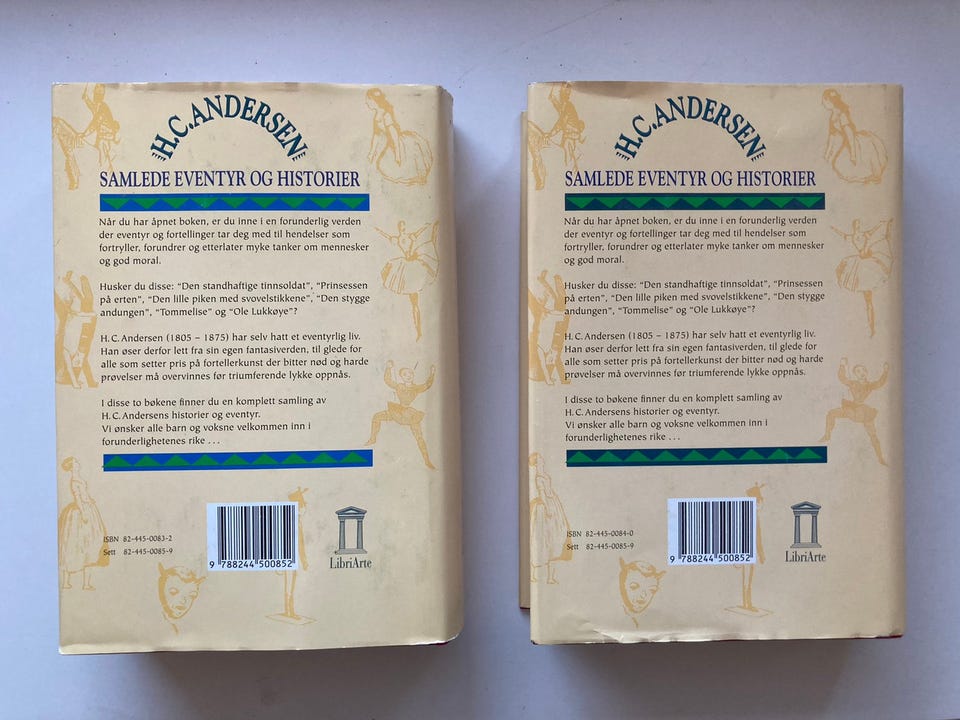 H.C.ANDERSEN
SAMLEDE EVENTYR OG HISTORIER
Når du har åpnet boken, er du inne i en forunderlig verden
der eventyr og fortellinger tar deg med til hendelser som
fortryller, forundrer og etterlater myke tanker om mennesker
og god moral.
Husker du disse: “Den standhaftige tinnsoldat”, “Prinsessen
på erten”, “Den lille piken med svovelstikkene”, “Den stygge
andungen”, “Tommelise” og “Ole Lukkøye”?
H. C. Andersen (1805 – 1875) har selv hatt et eventyrlig liv.
Han øser derfor lett fra sin egen fantasiverden, til glede for
alle som setter pris på fortellerkunst der bitter nød og harde
prøvelser må overvinnes før triumferende lykke oppnås.
I disse to bøkene finner du en komplett samling av
H. C. Andersens historier og eventyr.
Vi ønsker alle barn og voksne velkommen inn i
forunderlighetenes rike . . .
ISBN 82-445-0083-2
Sett 82-445-0085-9
9 788244 500852
LibriArte
H.C.ANDERSEN
SAMLEDE EVENTYR OG HISTORIER
Når du har åpnet boken, er du inne i en forunderlig verden
der eventyr og fortellinger tar deg med til hendelser som
fortryller, forundrer og etterlater myke tanker om mennesker
og god moral.
Husker du disse: “Den standhaftige tinnsoldat”, “Prinsessen
på erten”, “Den lille piken med svovelstikkene”, “Den stygge
andungen”, “Tommelise” og “Ole Lukkøye”?
H. C. Andersen (1805 – 1875) har selv hatt et eventyrlig liv.
Han øser derfor lett fra sin egen fantasiverden, til glede for
alle som setter pris på fortellerkunst der bitter nød og harde
prøvelser må overvinnes før triumferende lykke oppnås.
I disse to bøkene finner du en komplett samling av
H. C. Andersens historier og eventyr.
Vi ønsker alle barn og voksne velkommen inn i
forunderlighetenes rike . . .
ISBN 82-445-0084-0
Sett 82-445-0085-9
9 788244 500852
LibriArte